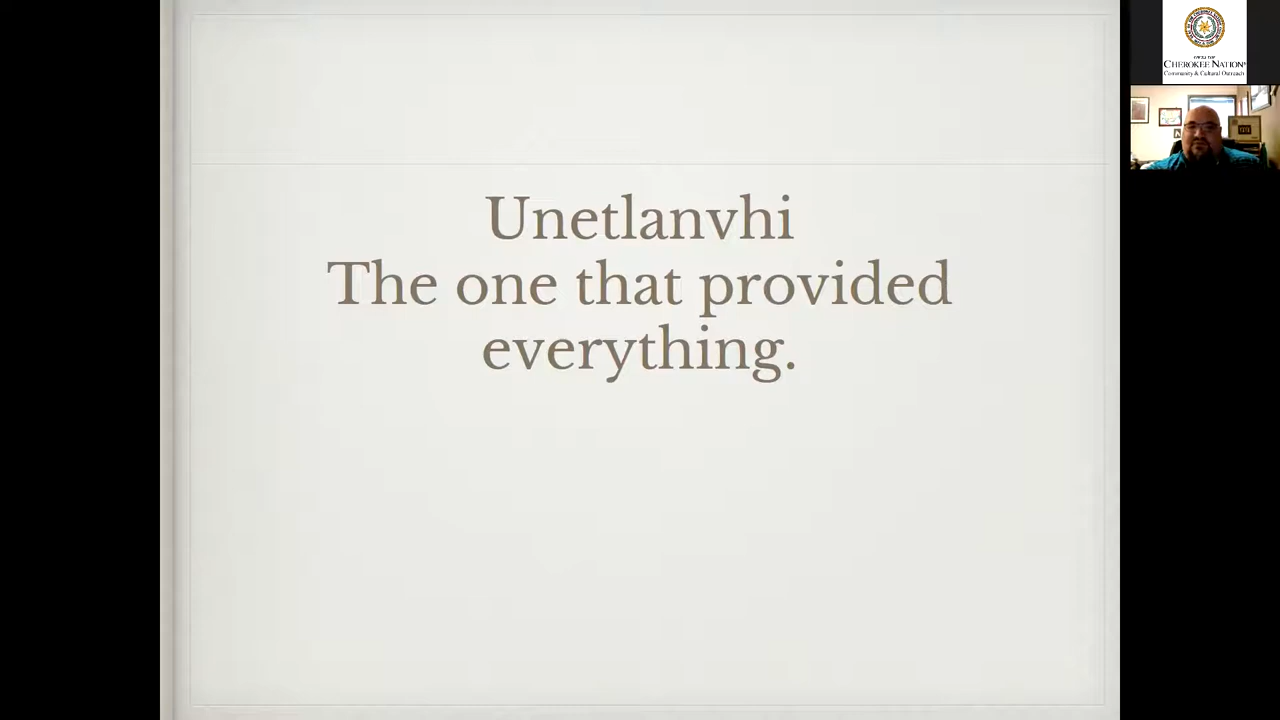 Unetlanvhi
The one that provided
everything.
CHEROKEE NATION®
Community & Cultural Outreach